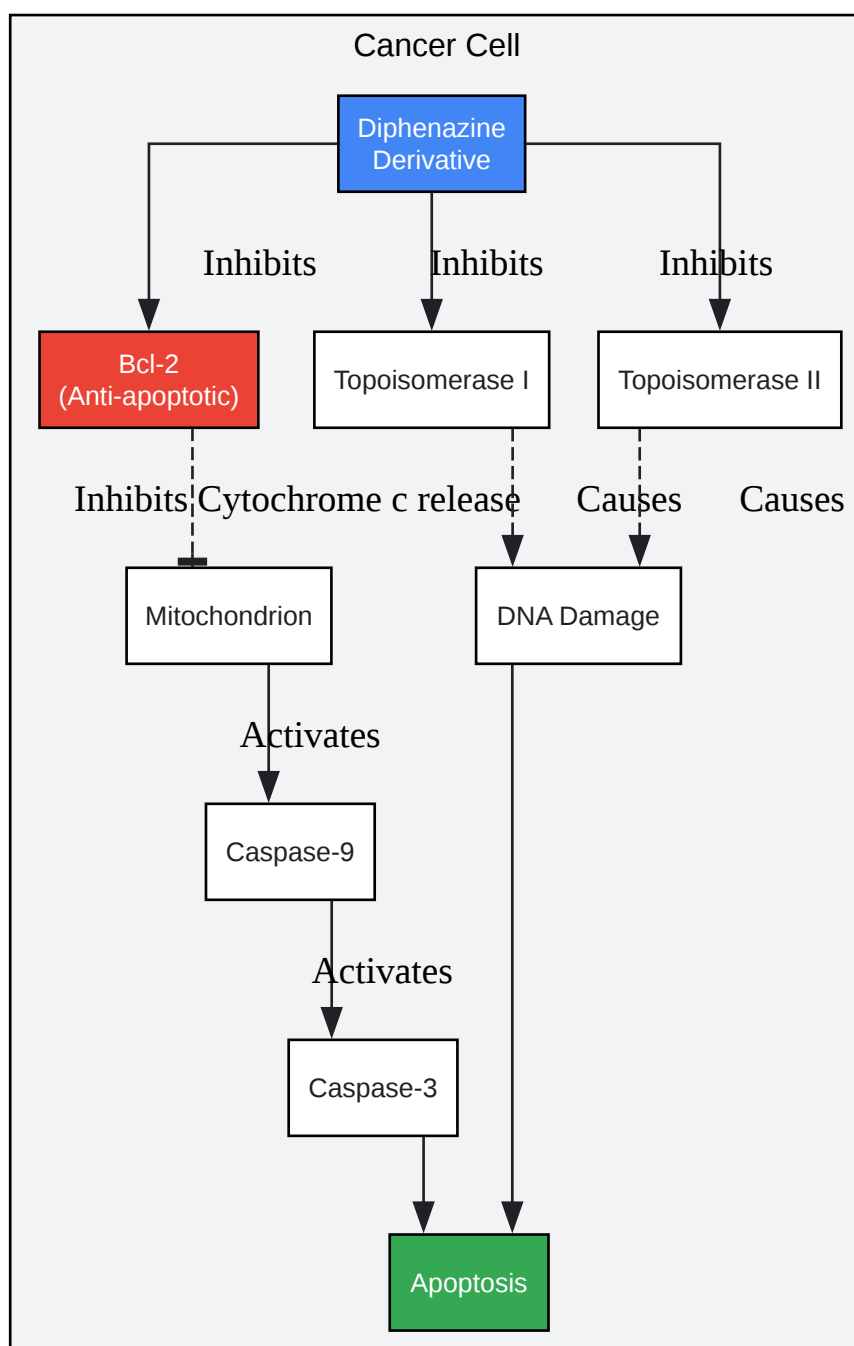 Cancer Cell
Diphenazine
Derivative
Inhibits
Inhibits
Inhibits
Bcl-2
(Anti-apoptotic)
Topoisomerase I
Topoisomerase II
Inhibits Cytochrome c release
Causes
Causes
Mitochondrion
DNA Damage
Activates
Caspase-9
Activates
Caspase-3
Apoptosis